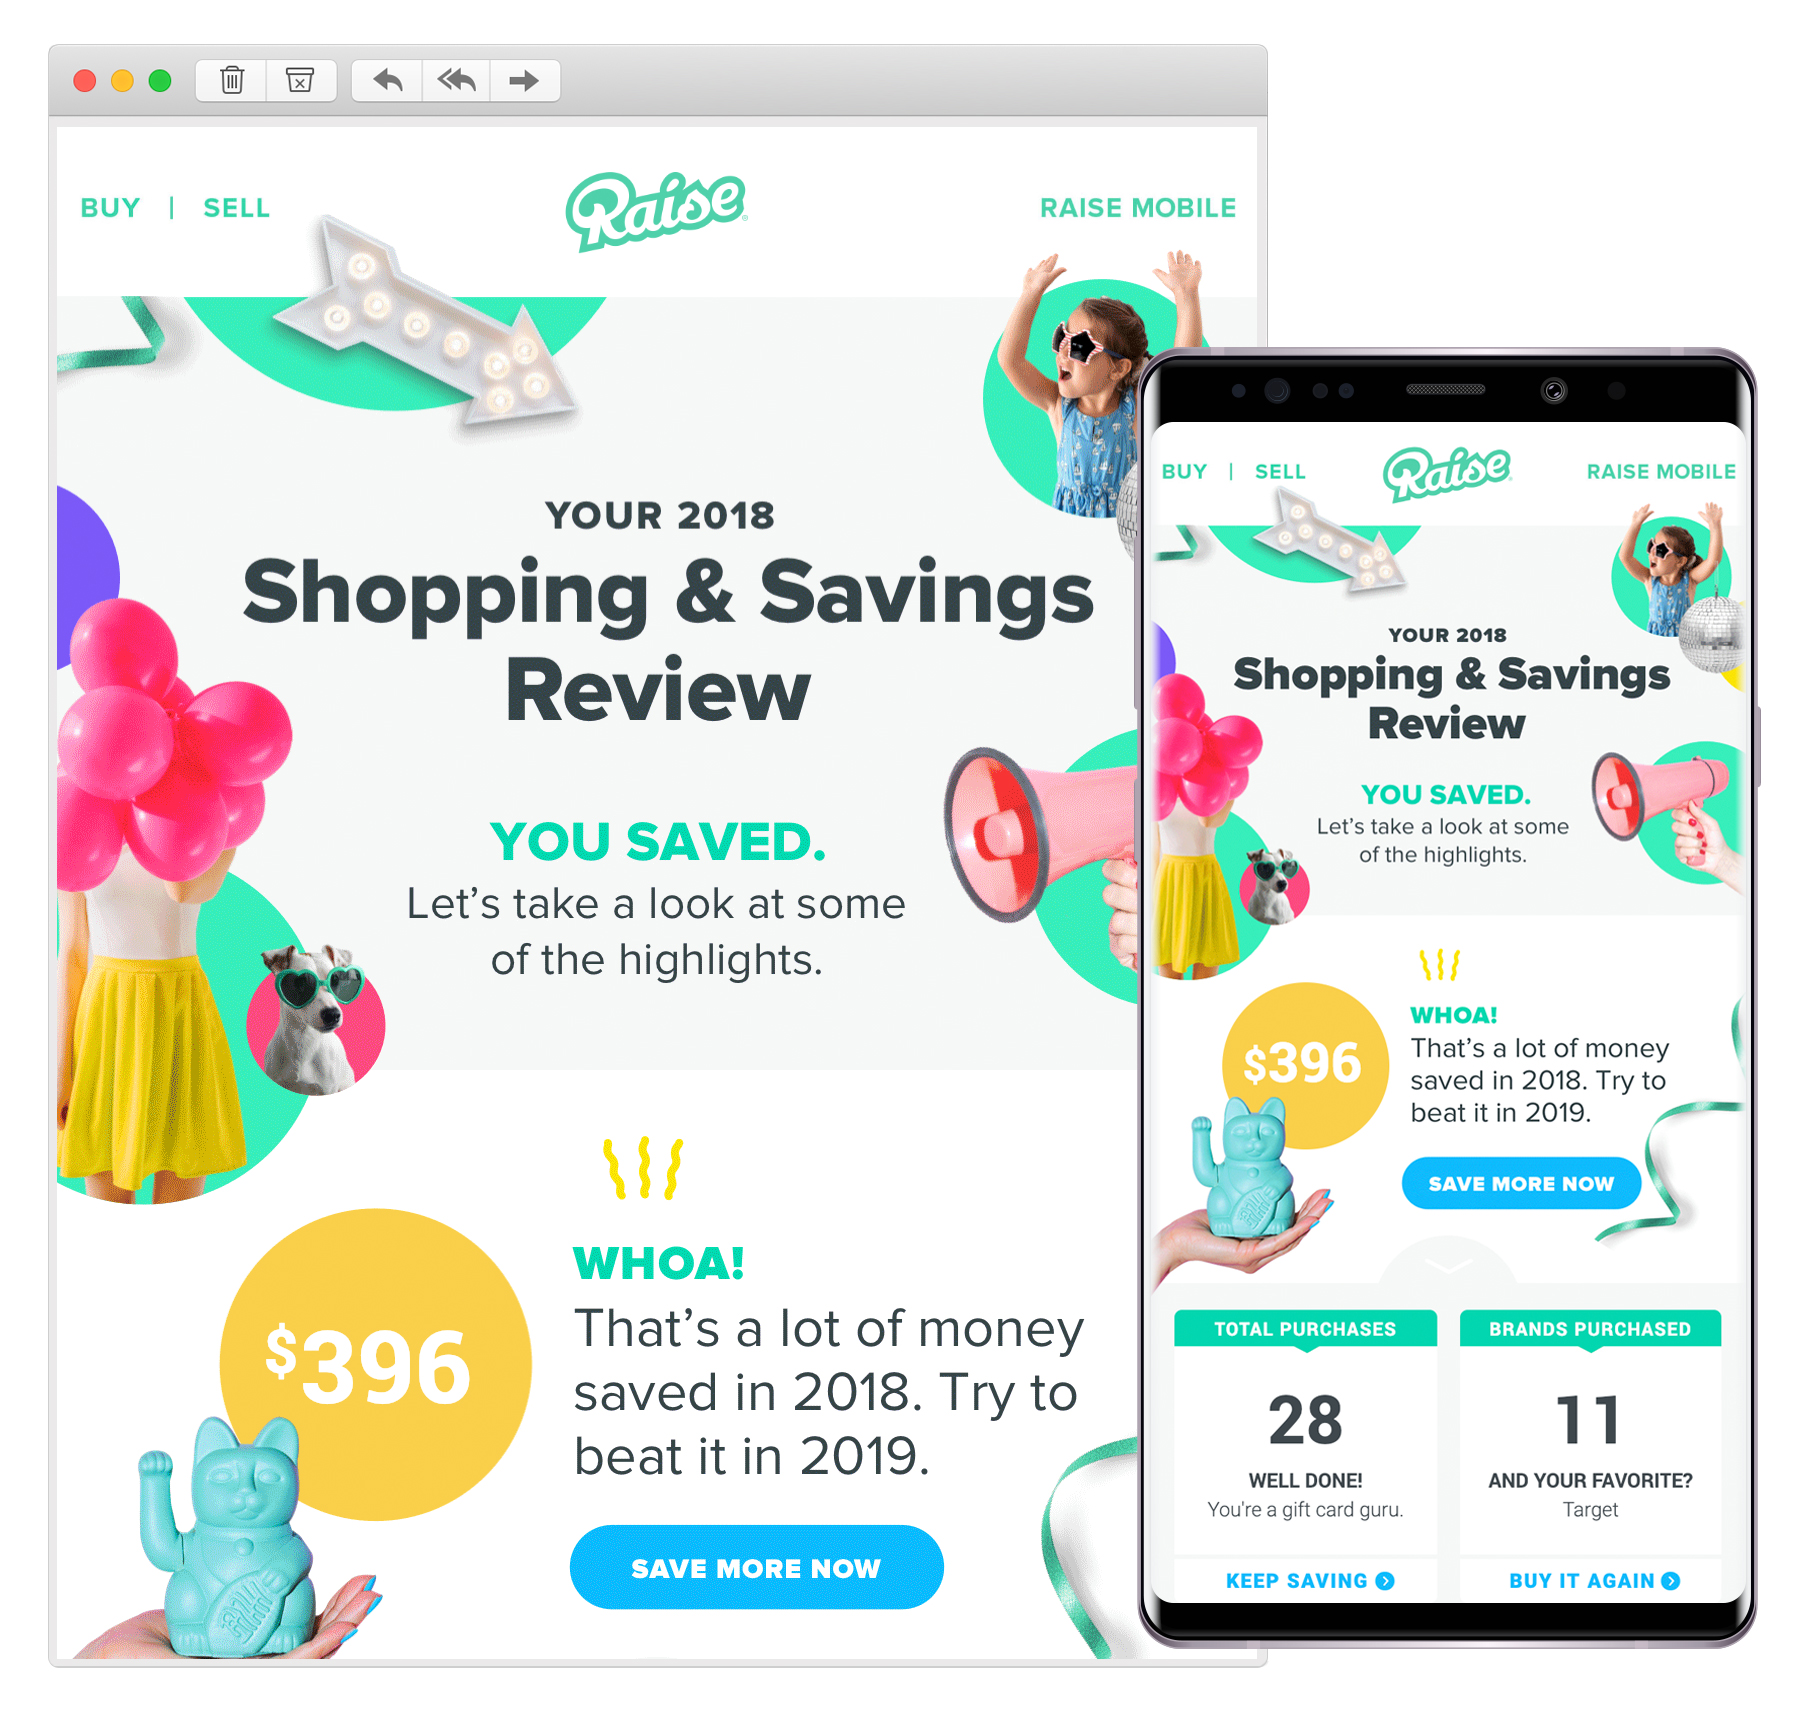 BUY | SELL
Raise
RAISE MOBILE
YOUR 2018
Shopping & Savings
Review
YOU SAVED.
Let's take a look at some
of the highlights.
$396
WHOA!
That's a lot of money
saved in 2018. Try to
beat it in 2019.
SAVE MORE NOW
BUY | SELL
Raise
RAISE MOBILE
YOUR 2018
Shopping & Savings
Review
YOU SAVED.
Let's take a look at some
of the highlights.
$396
WHOA!
That's a lot of money
saved in 2018. Try to
beat it in 2019.
SAVE MORE NOW
TOTAL PURCHASES
28
WELL DONE!
You're a gift card guru.
KEEP SAVING
BRANDS PURCHASED
11
AND YOUR FAVORITE?
Target
BUY IT AGAIN